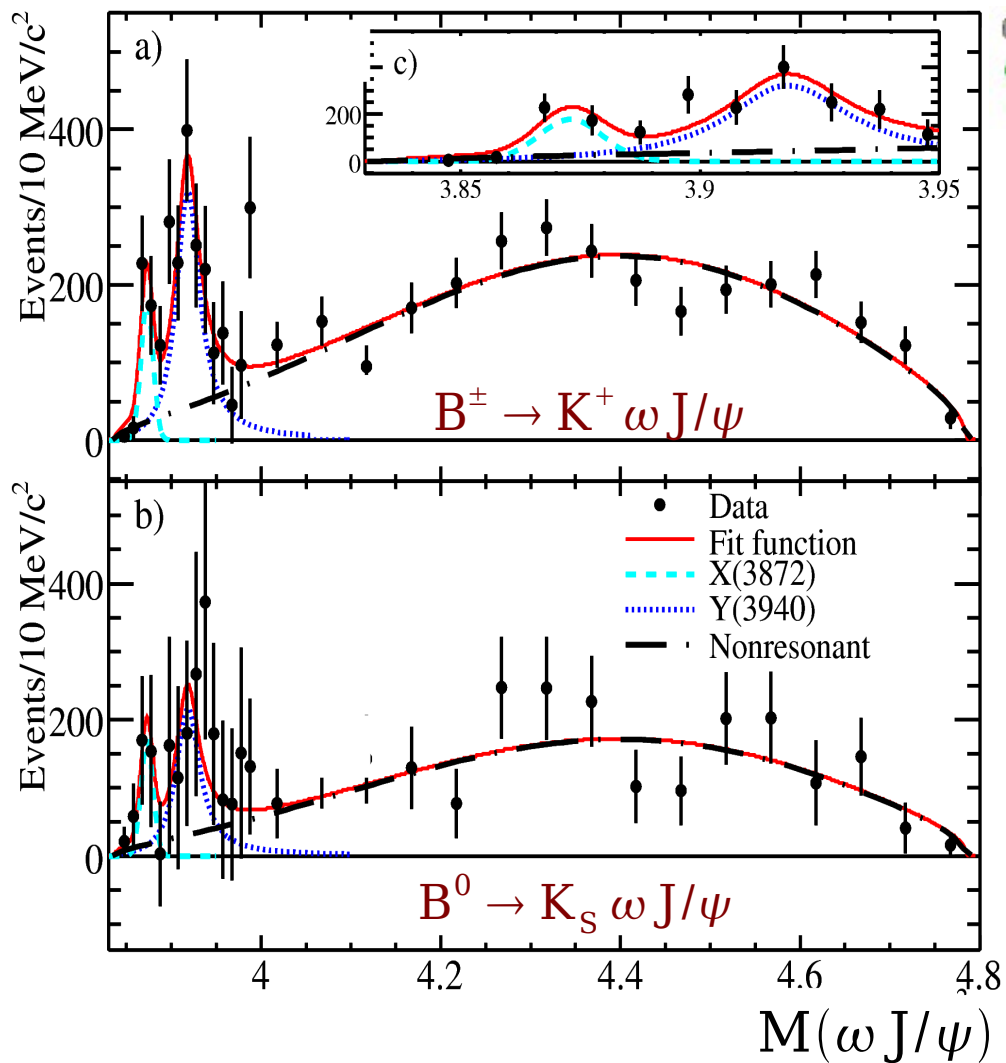 a)
c)
Events/10 MeV/c²
400
200
0
200
0
3.85
3.9
3.95
B± → K⁺ ω J/ψ
b)
Events/10 MeV/c²
400
200
0
Data
Fit function
X(3872)
Y(3940)
Nonresonant
B⁰ → K_S ω J/ψ
4
4.2
4.4
4.6
4.8
M(ω J/ψ)